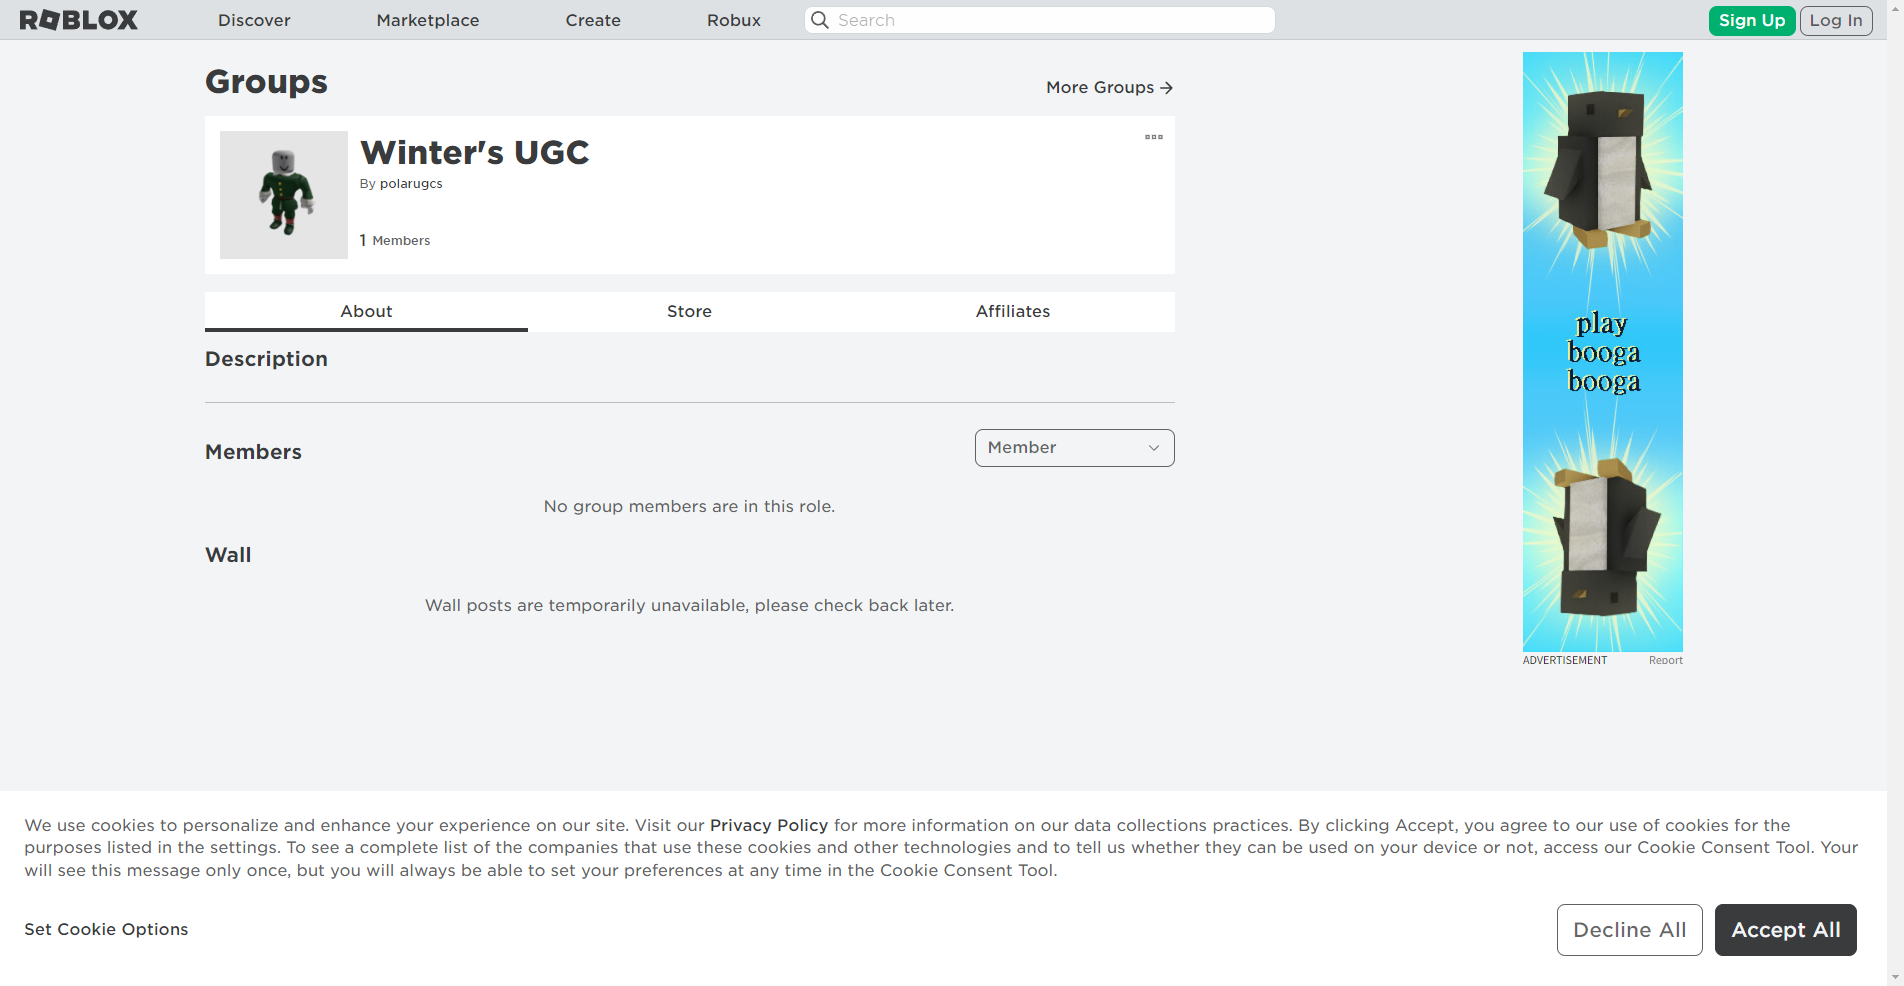 ROBLOX
Discover
Marketplace
Create
Robux
Search
Sign Up
Log In
Groups
More Groups
Winter's UGC
By polarugcs
1 Members
About
Store
Affiliates
Description
Members
Member
No group members are in this role.
Wall
Wall posts are temporarily unavailable, please check back later.
play
booga
booga
ADVERTISEMENT
Report
We use cookies to personalize and enhance your experience on our site. Visit our Privacy Policy for more information on our data collections practices. By clicking Accept, you agree to our use of cookies for the
purposes listed in the settings. To see a complete list of the companies that use these cookies and other technologies and to tell us whether they can be used on your device or not, access our Cookie Consent Tool. Your
will see this message only once, but you will always be able to set your preferences at any time in the Cookie Consent Tool.
Set Cookie Options
Decline All
Accept All